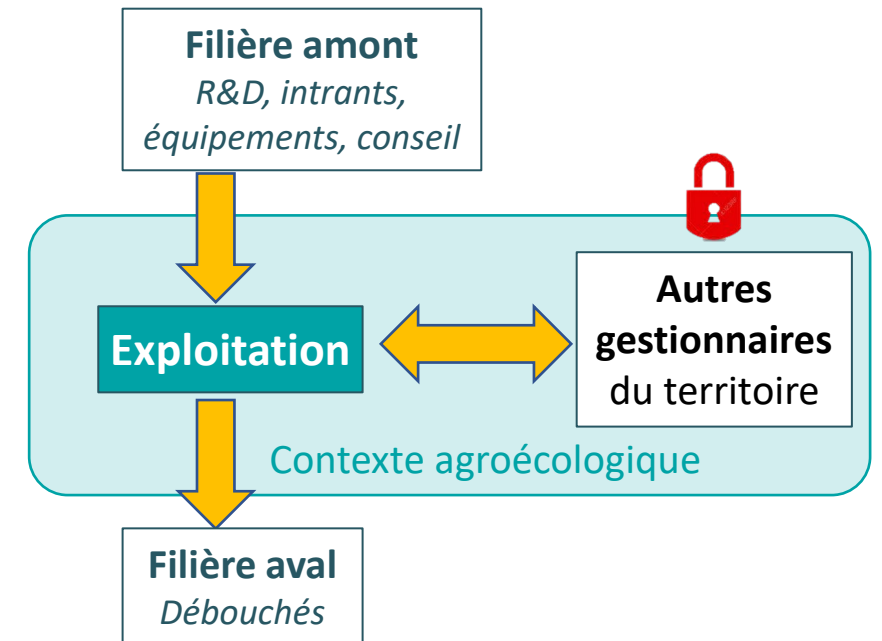 Filière amont
R&D, intrants,
équipements, conseil
Exploitation
Autres
gestionnaires
du territoire
Contexte agroécologique
Filière aval
Débouchés